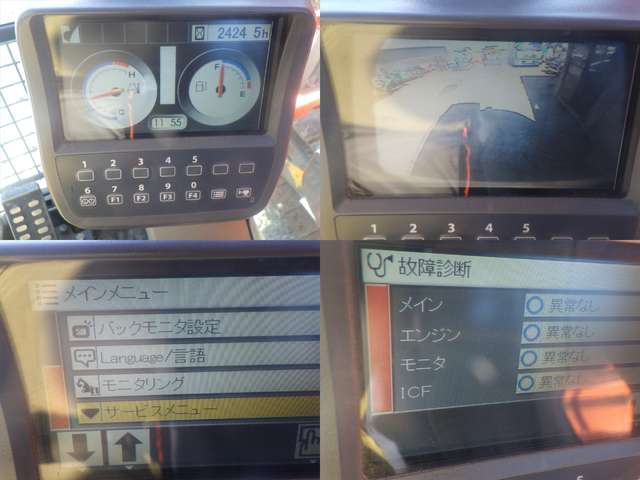 2424 5h
H
C
F
E
11 55
1 2 3 4 5
6 7 8 9 0
F1 F2 F3 F4
1 2 3 4 5
メインメニュー
バックモニタ設定
Language/言語
モニタリング
サービスメニュー
故障診断
メイン 異常なし
エンジン 異常なし
モニタ 異常なし
ICF 異常なし
5